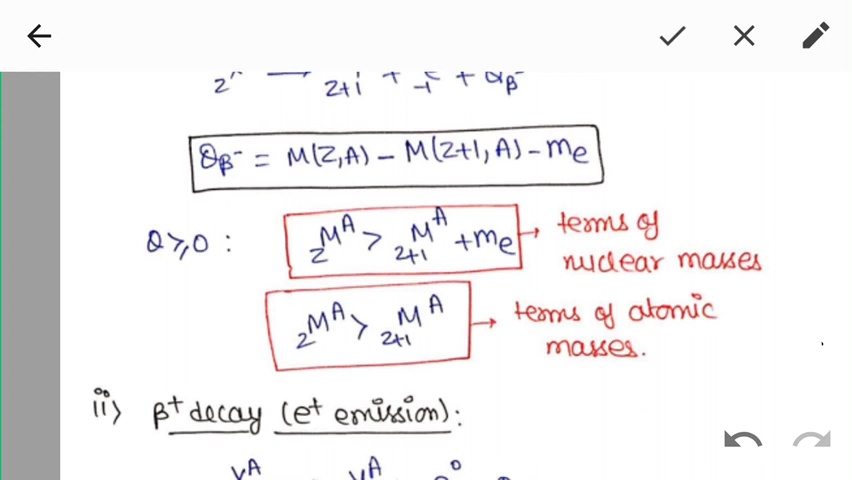 Qβ⁻ = M(Z,A) – M(Z+1, A) – me
Q≥0 : zMᴬ > z+1Mᴬ + me → terms of
nuclear masses
zMᴬ > z+1Mᴬ → terms of atomic
masses.
ii) β⁺ decay (e⁺ emission):